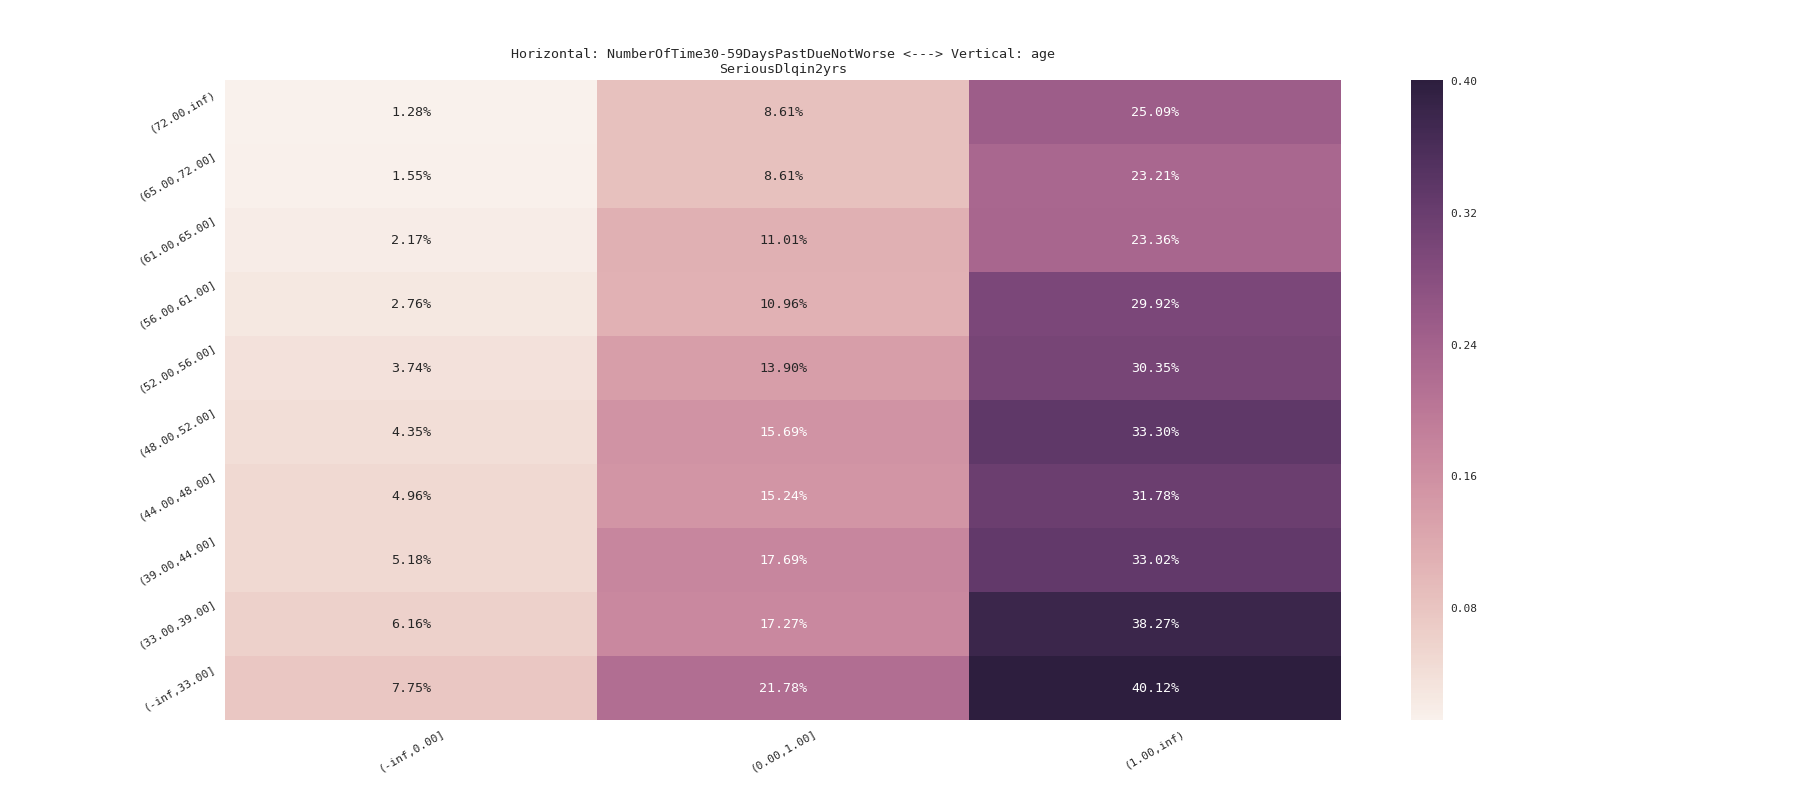 Horizontal: NumberOfTime30-59DaysPastDueNotWorse <---> Vertical: age
SeriousDlqin2yrs
(72.00,inf) 1.28% 8.61% 25.09%
(65.00,72.00] 1.55% 8.61% 23.21%
(61.00,65.00] 2.17% 11.01% 23.36%
(56.00,61.00] 2.76% 10.96% 29.92%
(52.00,56.00] 3.74% 13.90% 30.35%
(48.00,52.00] 4.35% 15.69% 33.30%
(44.00,48.00] 4.96% 15.24% 31.78%
(39.00,44.00] 5.18% 17.69% 33.02%
(33.00,39.00] 6.16% 17.27% 38.27%
(-inf,33.00] 7.75% 21.78% 40.12%
(-inf,0.00] (0.00,1.00] (1.00,inf)
0.40
0.32
0.24
0.16
0.08